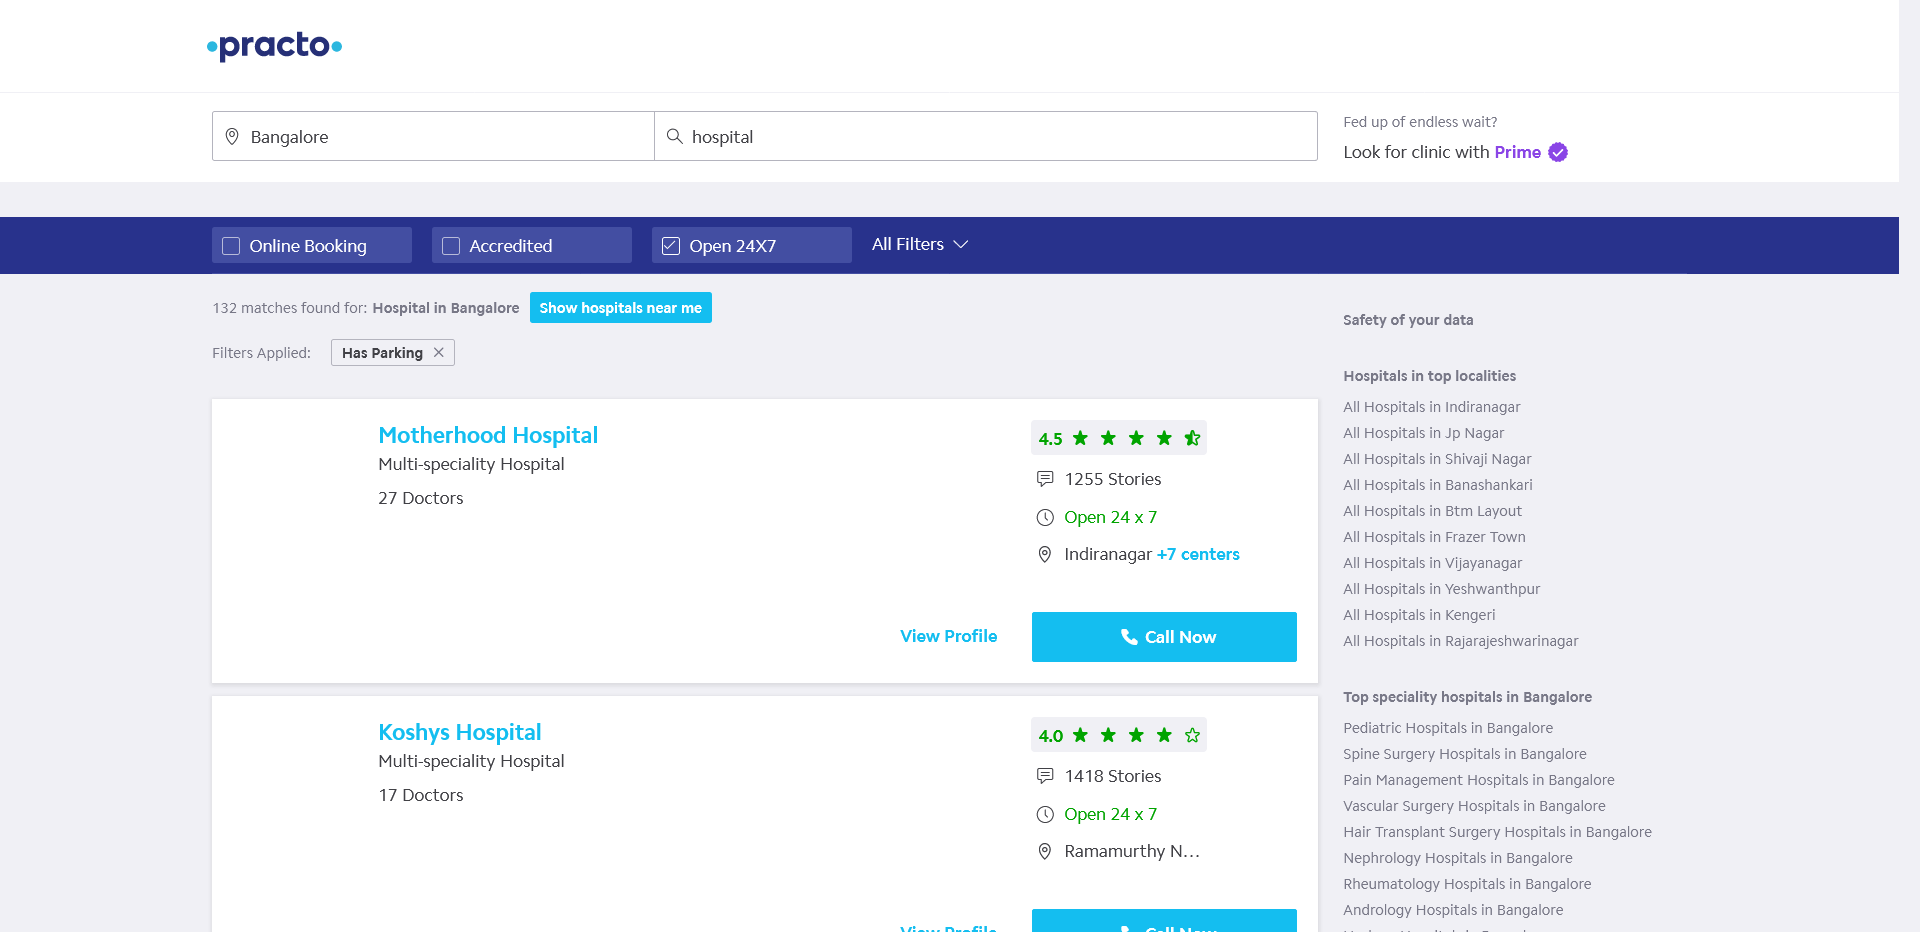 practo
Bangalore
hospital
Fed up of endless wait?
Look for clinic with Prime
Online Booking
Accredited
Open 24X7
All Filters
132 matches found for: Hospital in Bangalore
Show hospitals near me
Filters Applied:
Has Parking
Motherhood Hospital
Multi-speciality Hospital
27 Doctors
4.5
1255 Stories
Open 24 x 7
Indiranagar +7 centers
View Profile
Call Now
Koshys Hospital
Multi-speciality Hospital
17 Doctors
4.0
1418 Stories
Open 24 x 7
Ramamurthy N...
View Profile
Call Now
Safety of your data
Hospitals in top localities
All Hospitals in Indiranagar
All Hospitals in Jp Nagar
All Hospitals in Shivaji Nagar
All Hospitals in Banashankari
All Hospitals in Btm Layout
All Hospitals in Frazer Town
All Hospitals in Vijayanagar
All Hospitals in Yeshwanthpur
All Hospitals in Kengeri
All Hospitals in Rajarajeshwarinagar
Top speciality hospitals in Bangalore
Pediatric Hospitals in Bangalore
Spine Surgery Hospitals in Bangalore
Pain Management Hospitals in Bangalore
Vascular Surgery Hospitals in Bangalore
Hair Transplant Surgery Hospitals in Bangalore
Nephrology Hospitals in Bangalore
Rheumatology Hospitals in Bangalore
Andrology Hospitals in Bangalore